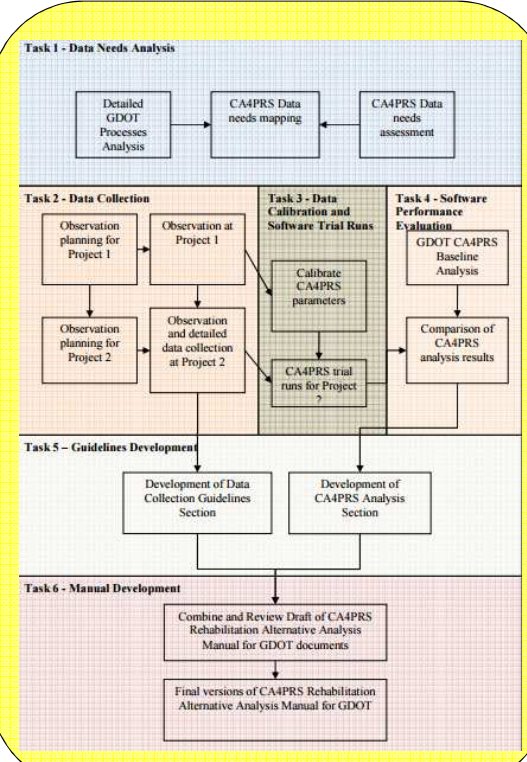 Task 1 - Data Needs Analysis
Detailed
GDOT
Processes
Analysis
CA4PRS Data
needs mapping
CA4PRS Data
needs
assessment
Task 2 - Data Collection
Observation
planning for
Project 1
Observation at
Project 1
Observation
planning for
Project 2
Observation
and detailed
data collection
at Project 2
Task 3 - Data
Calibration and
Software Trial Runs
Calibrate
CA4PRS
parameters
CA4PRS trial
runs for Project
2
Task 4 - Software
Performance
Evaluation
GDOT CA4PRS
Baseline
Analysis
Comparison of
CA4PRS
analysis results
Task 5 – Guidelines Development
Development of Data
Collection Guidelines
Section
Development of
CA4PRS Analysis
Section
Task 6 - Manual Development
Combine and Review Draft of CA4PRS
Rehabilitation Alternative Analysis
Manual for GDOT documents
Final versions of CA4PRS Rehabilitation
Alternative Analysis Manual for GDOT